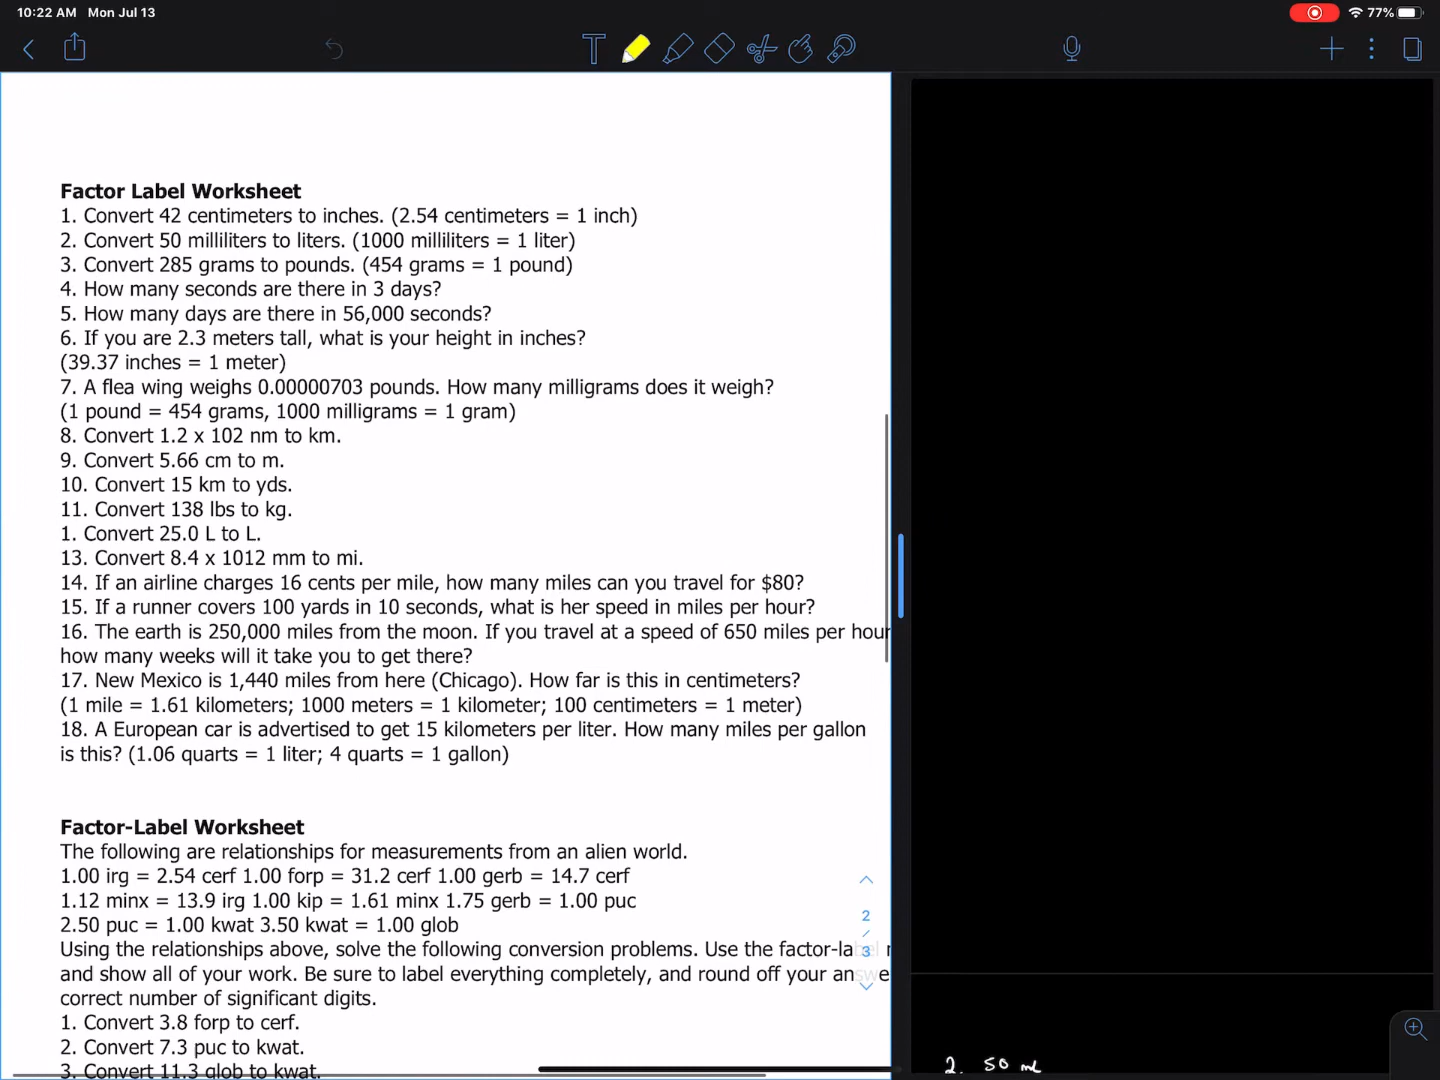 10:22 AM Mon Jul 13
77%
Factor Label Worksheet
1. Convert 42 centimeters to inches. (2.54 centimeters = 1 inch)
2. Convert 50 milliliters to liters. (1000 milliliters = 1 liter)
3. Convert 285 grams to pounds. (454 grams = 1 pound)
4. How many seconds are there in 3 days?
5. How many days are there in 56,000 seconds?
6. If you are 2.3 meters tall, what is your height in inches?
(39.37 inches = 1 meter)
7. A flea wing weighs 0.00000703 pounds. How many milligrams does it weigh?
(1 pound = 454 grams, 1000 milligrams = 1 gram)
8. Convert 1.2 x 102 nm to km.
9. Convert 5.66 cm to m.
10. Convert 15 km to yds.
11. Convert 138 lbs to kg.
1. Convert 25.0 L to L.
13. Convert 8.4 x 1012 mm to mi.
14. If an airline charges 16 cents per mile, how many miles can you travel for $80?
15. If a runner covers 100 yards in 10 seconds, what is her speed in miles per hour?
16. The earth is 250,000 miles from the moon. If you travel at a speed of 650 miles per hour
how many weeks will it take you to get there?
17. New Mexico is 1,440 miles from here (Chicago). How far is this in centimeters?
(1 mile = 1.61 kilometers; 1000 meters = 1 kilometer; 100 centimeters = 1 meter)
18. A European car is advertised to get 15 kilometers per liter. How many miles per gallon
is this? (1.06 quarts = 1 liter; 4 quarts = 1 gallon)
Factor-Label Worksheet
The following are relationships for measurements from an alien world.
1.00 irg = 2.54 cerf 1.00 forp = 31.2 cerf 1.00 gerb = 14.7 cerf
1.12 minx = 13.9 irg 1.00 kip = 1.61 minx 1.75 gerb = 1.00 puc
2.50 puc = 1.00 kwat 3.50 kwat = 1.00 glob
Using the relationships above, solve the following conversion problems. Use the factor-label
and show all of your work. Be sure to label everything completely, and round off your answe
correct number of significant digits.
1. Convert 3.8 forp to cerf.
2. Convert 7.3 puc to kwat.
3. Convert 11.3 glob to kwat.
2 / 3
2. 50 mL